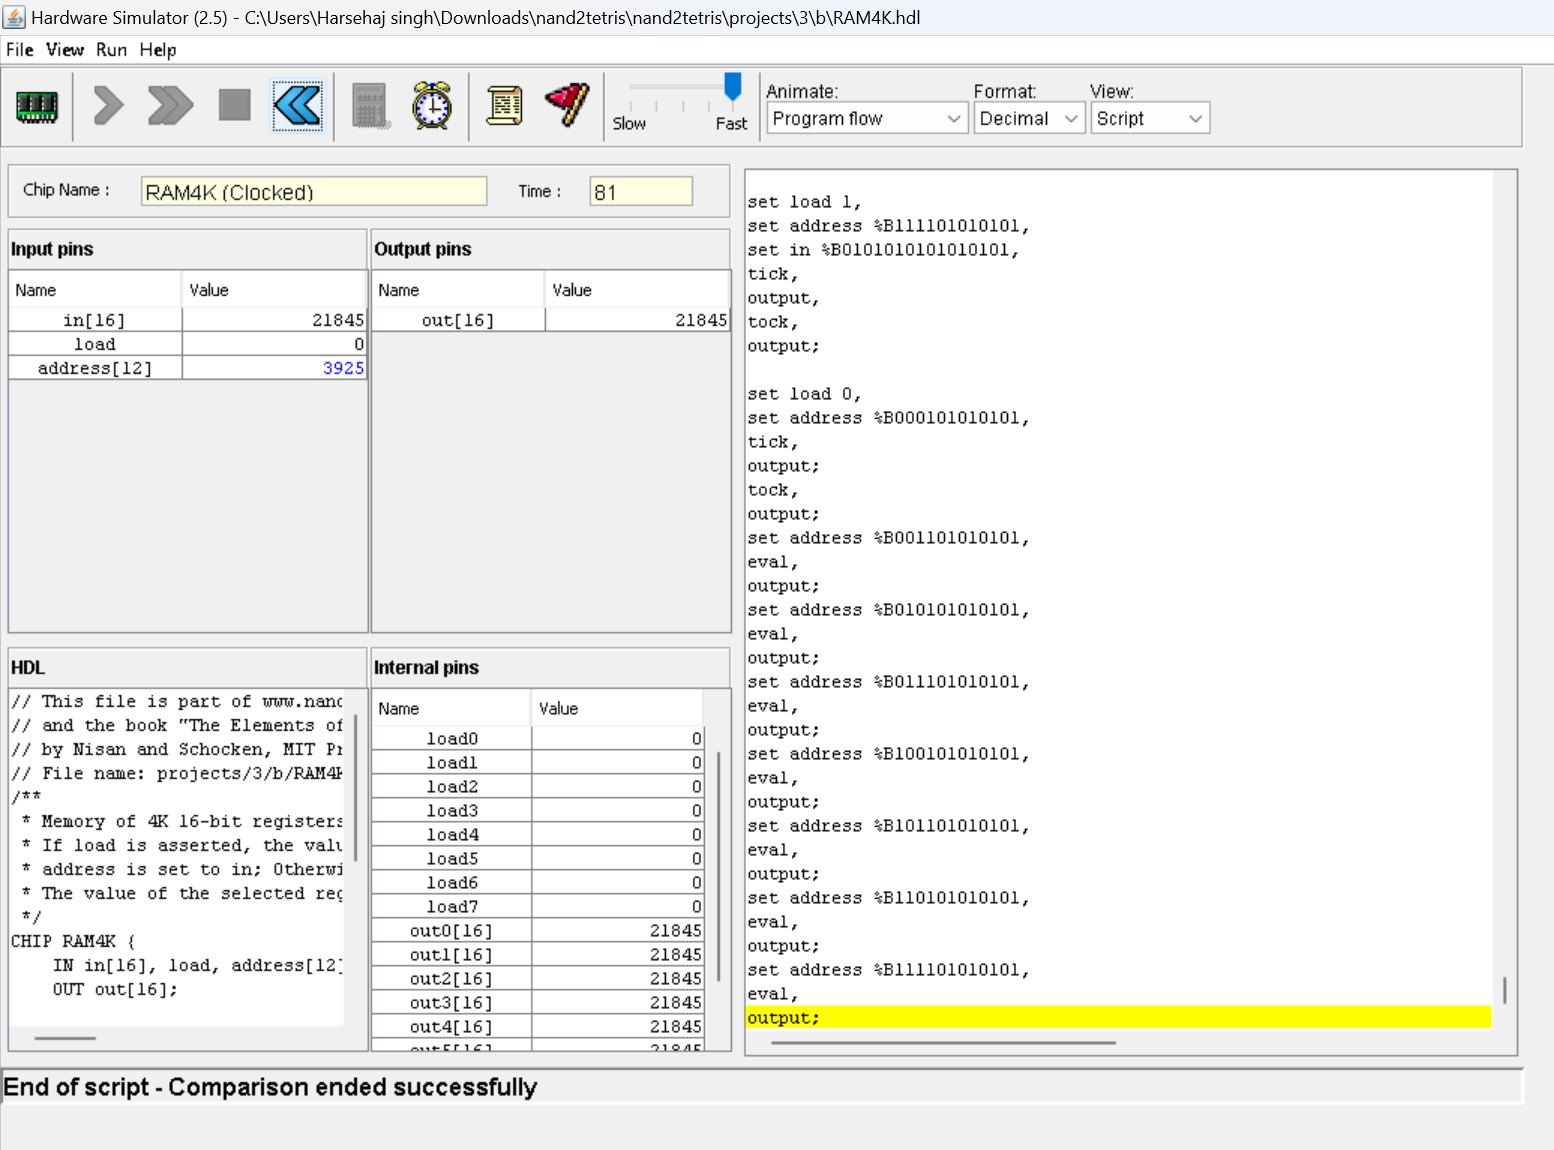 Hardware Simulator (2.5) - C:\Users\Harsehaj singh\Downloads\nand2tetris\nand2tetris\projects\3\b\RAM4K.hdl
File View Run Help
Slow Fast
Animate: Format: View:
Program flow Decimal Script
Chip Name : RAM4K (Clocked) Time : 81
Input pins
Name Value
in[16] 21845
load 0
address[12] 3925
Output pins
Name Value
out[16] 21845
HDL
// This file is part of www.nand
// and the book "The Elements of
// by Nisan and Schocken, MIT Pr
// File name: projects/3/b/RAM4K
/**
* Memory of 4K 16-bit registers
* If load is asserted, the valu
* address is set to in; Otherwi
* The value of the selected reg
*/
CHIP RAM4K {
IN in[16], load, address[12]
OUT out[16];
Internal pins
Name Value
load0 0
load1 0
load2 0
load3 0
load4 0
load5 0
load6 0
load7 0
out0[16] 21845
out1[16] 21845
out2[16] 21845
out3[16] 21845
out4[16] 21845
out5[16] 21845
set load 1,
set address %B111101010101,
set in %B0101010101010101,
tick,
output,
tock,
output;
set load 0,
set address %B000101010101,
tick,
output;
tock,
output;
set address %B001101010101,
eval,
output;
set address %B010101010101,
eval,
output;
set address %B011101010101,
eval,
output;
set address %B100101010101,
eval,
output;
set address %B101101010101,
eval,
output;
set address %B110101010101,
eval,
output;
set address %B111101010101,
eval,
output;
End of script - Comparison ended successfully